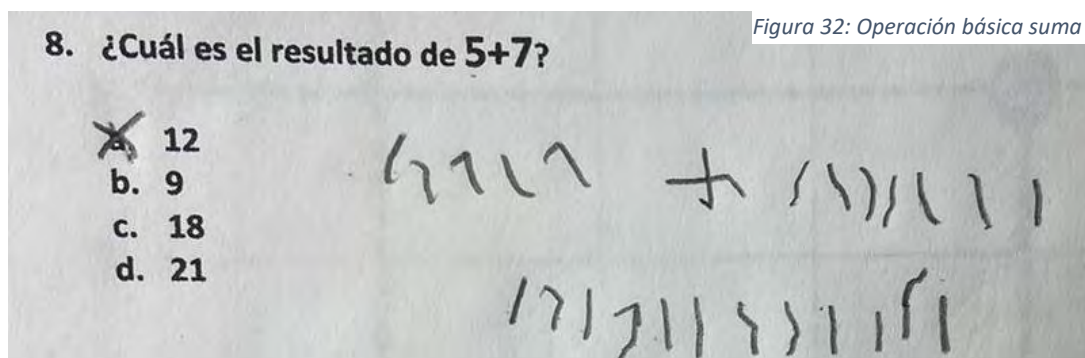 Figura 32: Operación básica suma
8. ¿Cuál es el resultado de 5+7?
a. 12
b. 9
c. 18
d. 21
+